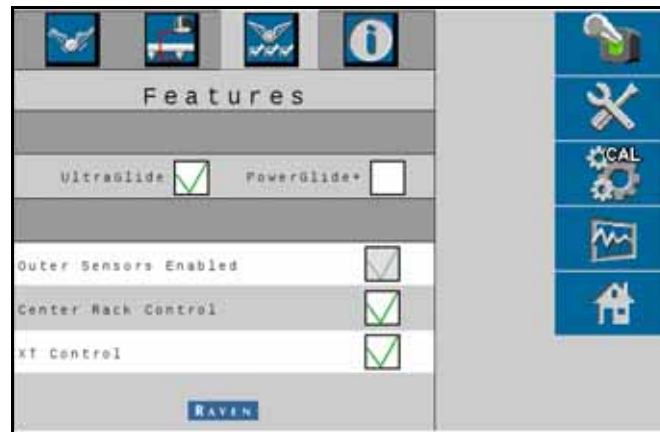 Features
UltraGlide PowerGlide+
Outer Sensors Enabled
Center Rack Control
XT Control
RAVEN
CAL